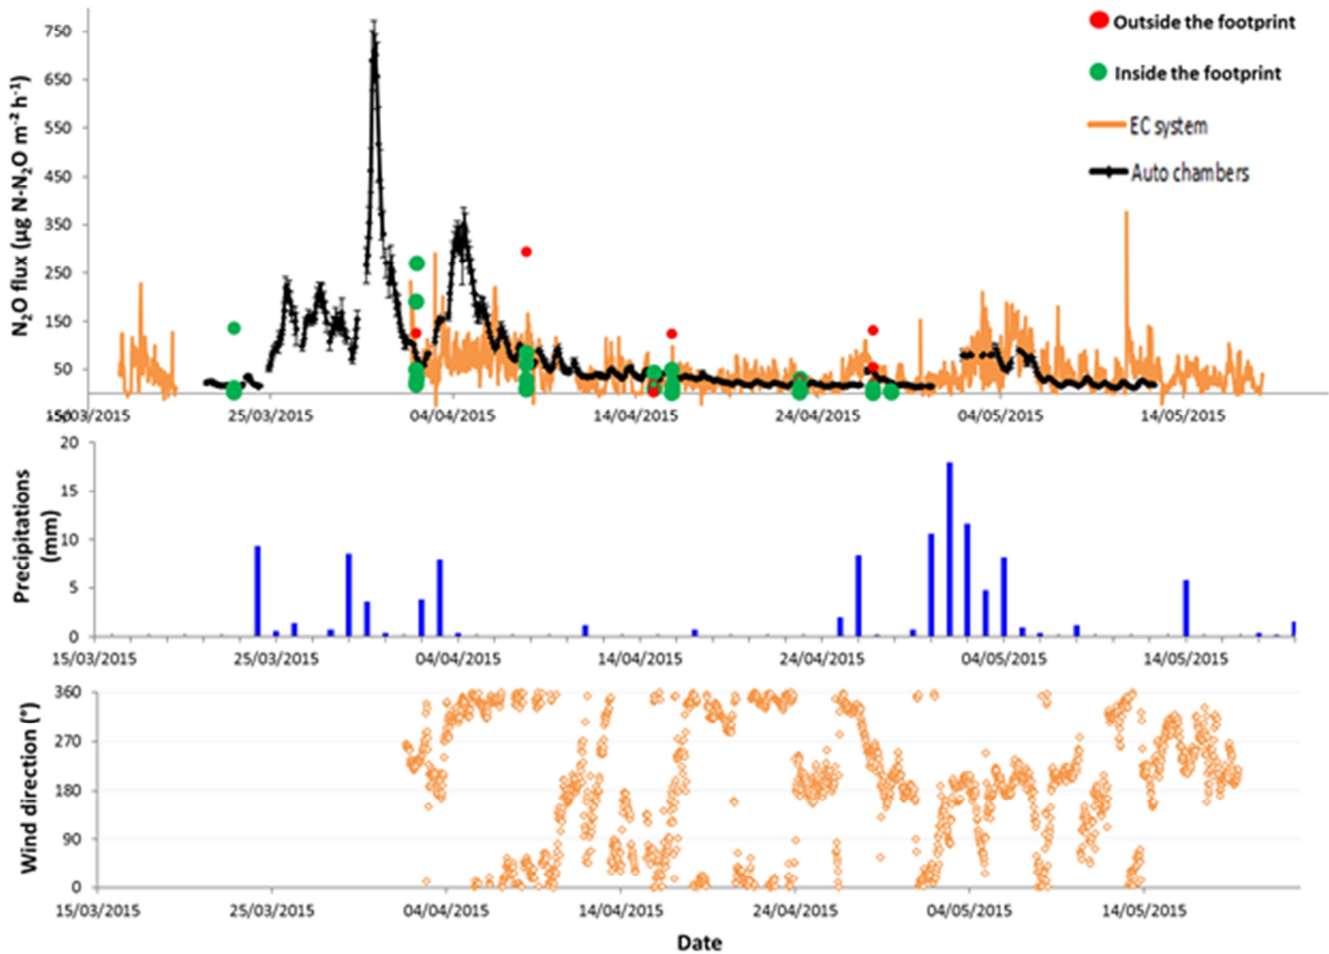 750
650
550
450
350
250
150
50
N₂O flux (µg N-N₂O m⁻² h⁻¹)
Outside the footprint
Inside the footprint
EC system
Auto chambers
15/03/2015 25/03/2015 04/04/2015 14/04/2015 24/04/2015 04/05/2015 14/05/2015
20
15
10
5
0
Precipitations
(mm)
15/03/2015 25/03/2015 04/04/2015 14/04/2015 24/04/2015 04/05/2015 14/05/2015
360
270
180
90
0
Wind direction (°)
15/03/2015 25/03/2015 04/04/2015 14/04/2015 24/04/2015 04/05/2015 14/05/2015
Date